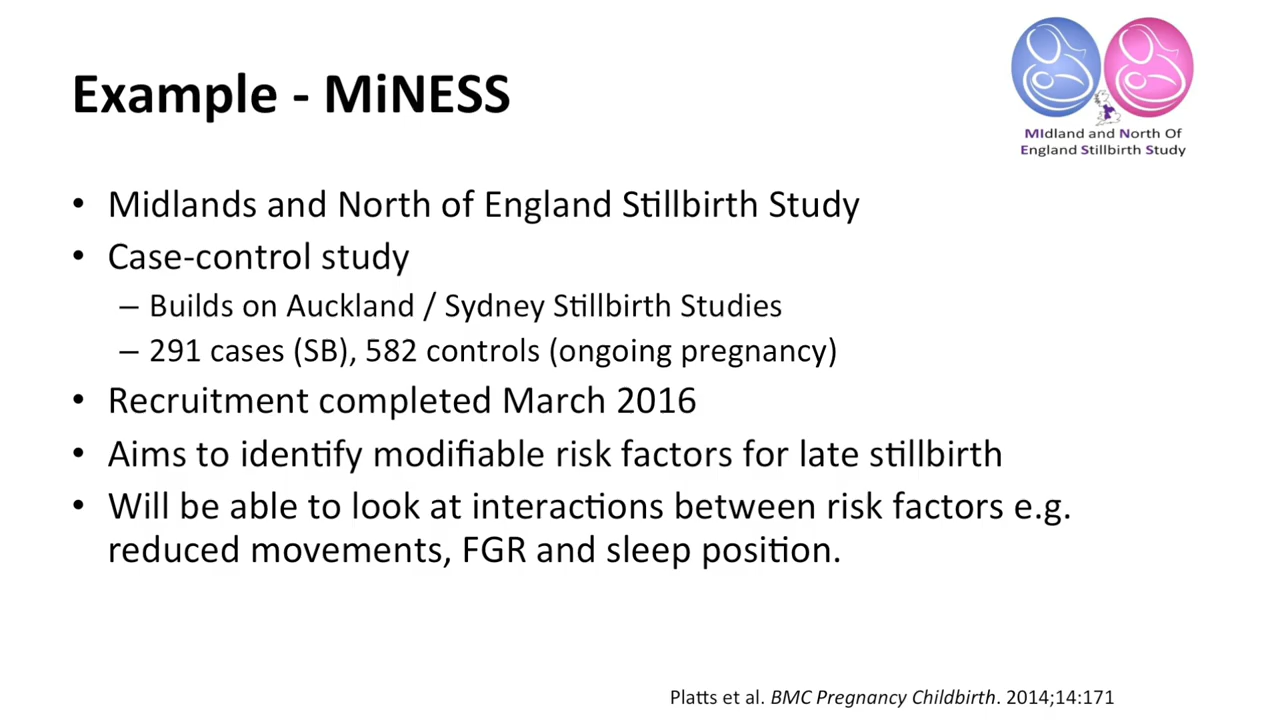 Example - MiNESS
MIdland and North Of
England Stillbirth Study
• Midlands and North of England Stillbirth Study
• Case-control study
– Builds on Auckland / Sydney Stillbirth Studies
– 291 cases (SB), 582 controls (ongoing pregnancy)
• Recruitment completed March 2016
• Aims to identify modifiable risk factors for late stillbirth
• Will be able to look at interactions between risk factors e.g.
reduced movements, FGR and sleep position.
Platts et al. BMC Pregnancy Childbirth. 2014;14:171